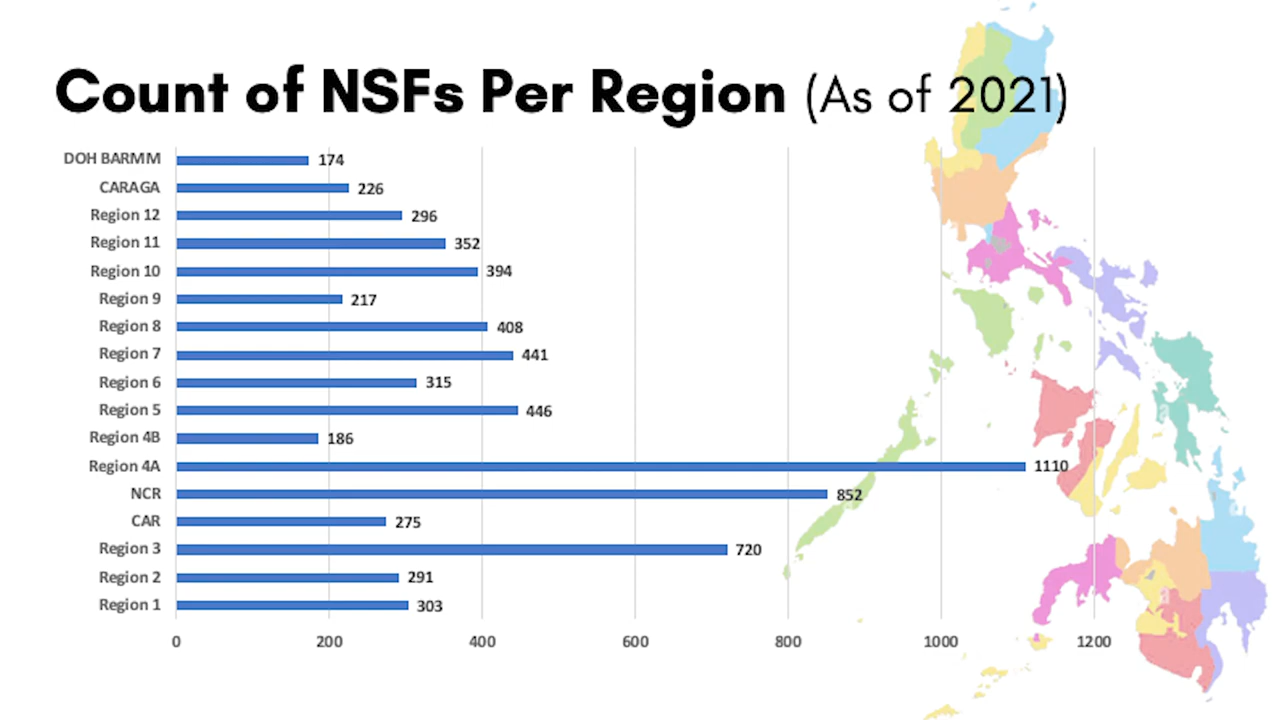 Count of NSFs Per Region (As of 2021)
DOH BARMM 174
CARAGA 226
Region 12 296
Region 11 352
Region 10 394
Region 9 217
Region 8 408
Region 7 441
Region 6 315
Region 5 446
Region 4B 186
Region 4A 1110
NCR 852
CAR 275
Region 3 720
Region 2 291
Region 1 303
0 200 400 600 800 1000 1200